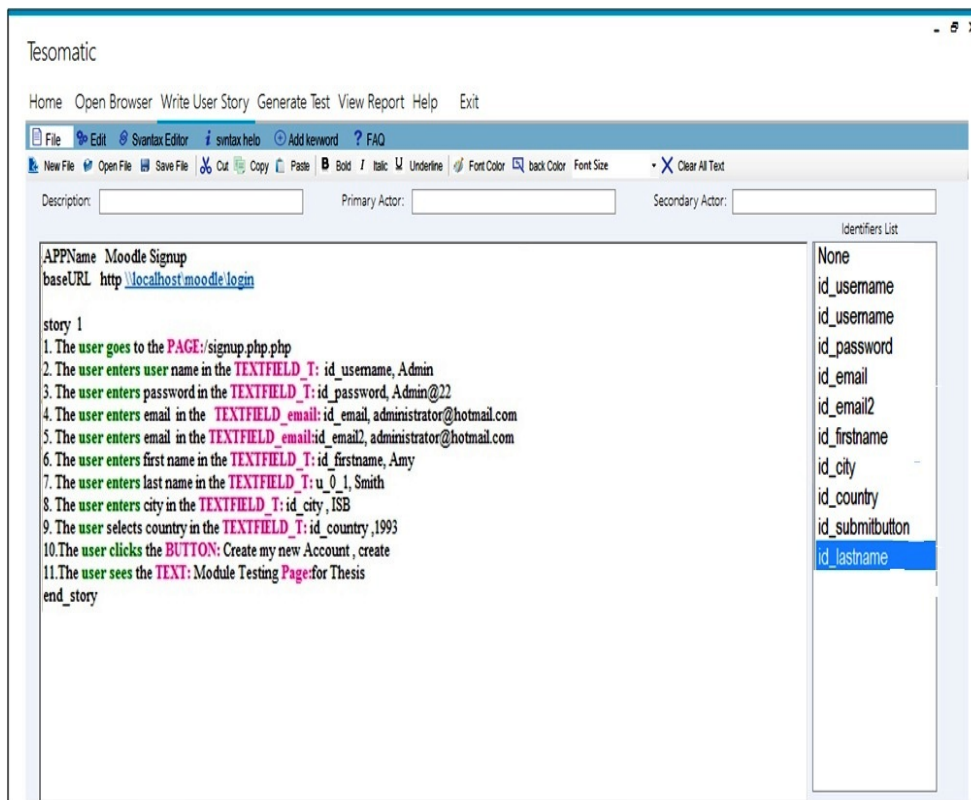 Tesomatic
Home Open Browser Write User Story Generate Test View Report Help Exit
File Edit Svantax Editor i svntax help Add kevword ? FAQ
New File Open File Save File Cut Copy Paste B Bold I Italic U Underline Font Color back Color Font Size Clear All Text
Description: Primary Actor: Secondary Actor:
Identifiers List
APPName Moodle Signup
baseURL http \\localhost\moodle\login
story 1
1. The user goes to the PAGE:/signup.php.php
2. The user enters user name in the TEXTFIELD_T: id_username, Admin
3. The user enters password in the TEXTFIELD_T: id_password, Admin@22
4. The user enters email in the TEXTFIELD_email: id_email, administrator@hotmail.com
5. The user enters email in the TEXTFIELD_email:id_email2, administrator@hotmail.com
6. The user enters first name in the TEXTFIELD_T: id_firstname, Amy
7. The user enters last name in the TEXTFIELD_T: u_0_1, Smith
8. The user enters city in the TEXTFIELD_T: id_city , ISB
9. The user selects country in the TEXTFIELD_T: id_country ,1993
10.The user clicks the BUTTON: Create my new Account , create
11.The user sees the TEXT: Module Testing Page:for Thesis
end_story
None
id_username
id_username
id_password
id_email
id_email2
id_firstname
id_city
id_country
id_submitbutton
id_lastname